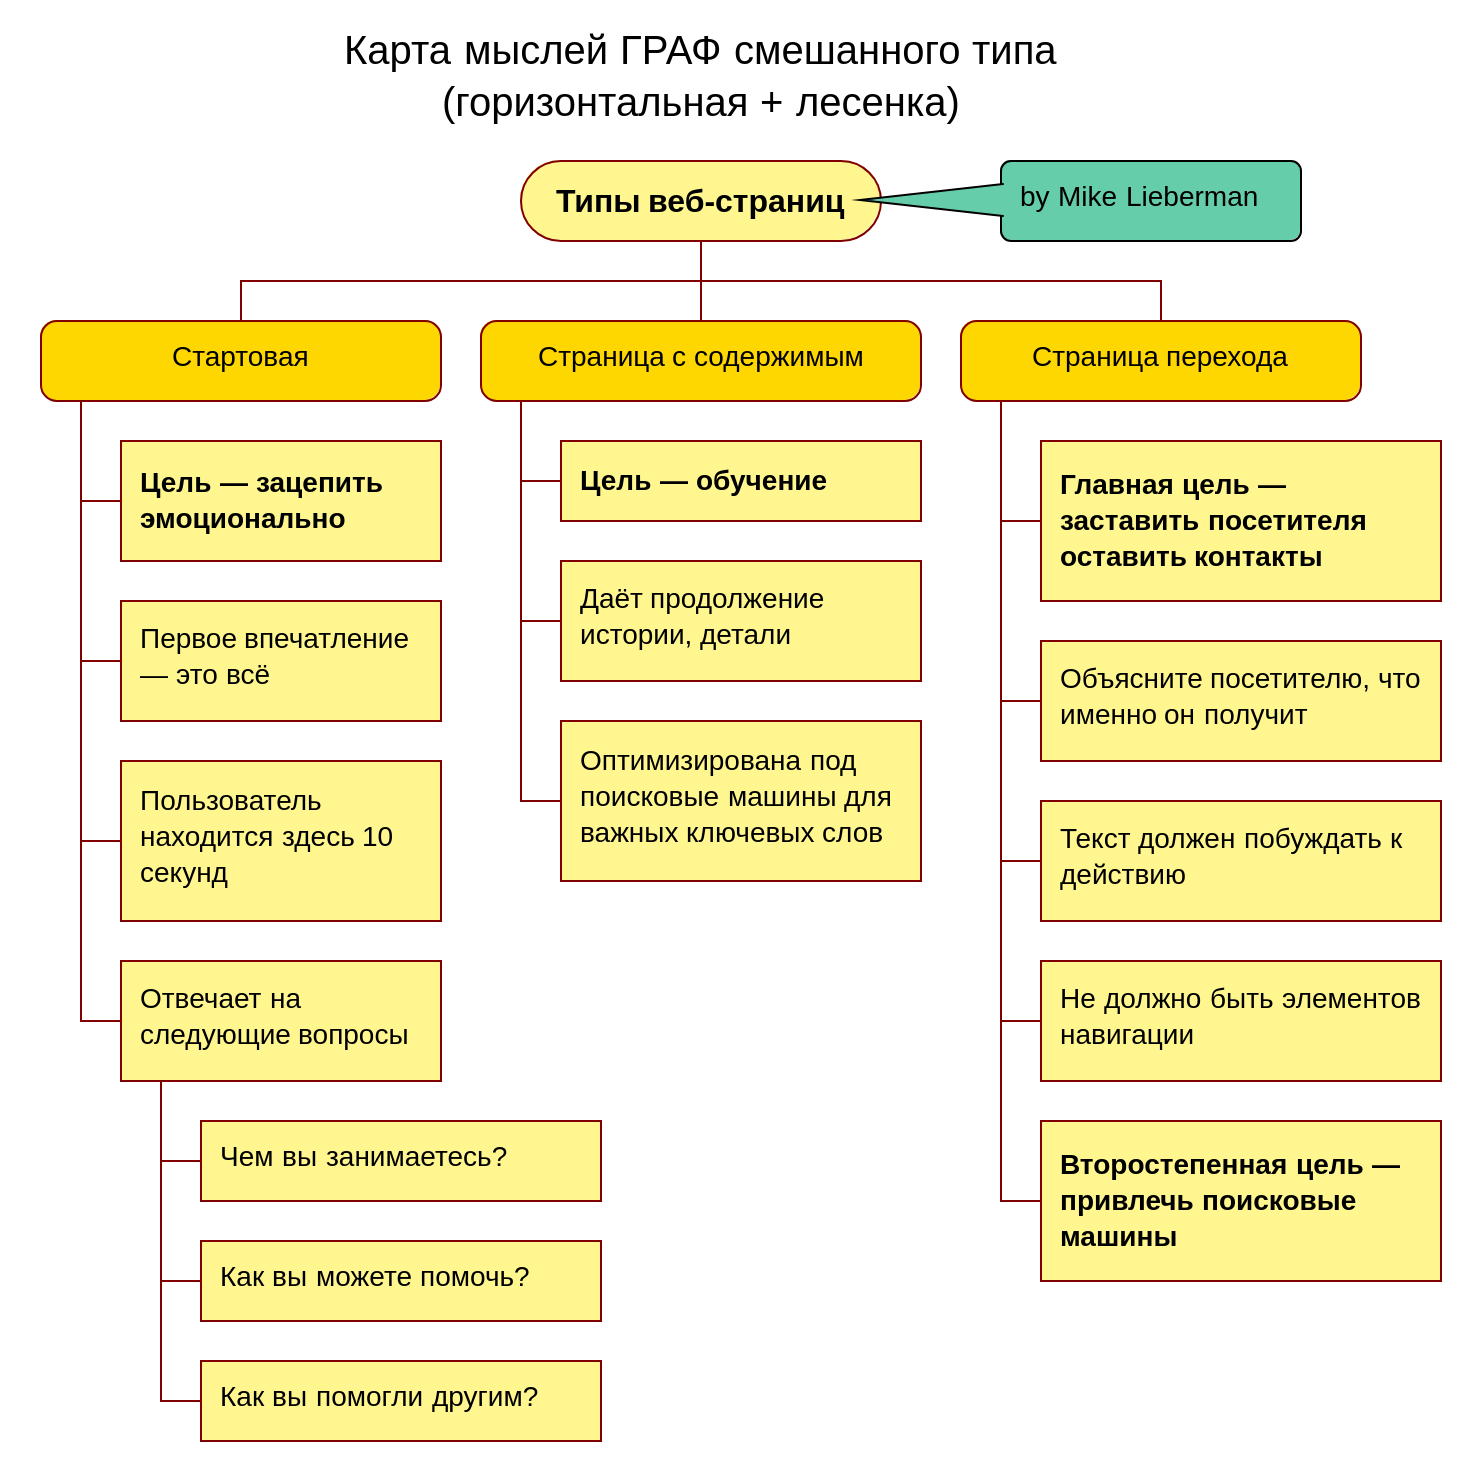 Карта мыслей ГРАФ смешанного типа
(горизонтальная + лесенка)
Типы веб-страниц
by Mike Lieberman
Стартовая
Цель — зацепить
эмоционально
Первое впечатление
— это всё
Пользователь
находится здесь 10
секунд
Отвечает на
следующие вопросы
Чем вы занимаетесь?
Как вы можете помочь?
Как вы помогли другим?
Страница с содержимым
Цель — обучение
Даёт продолжение
истории, детали
Оптимизирована под
поисковые машины для
важных ключевых слов
Страница перехода
Главная цель —
заставить посетителя
оставить контакты
Объясните посетителю, что
именно он получит
Текст должен побуждать к
действию
Не должно быть элементов
навигации
Второстепенная цель —
привлечь поисковые
машины